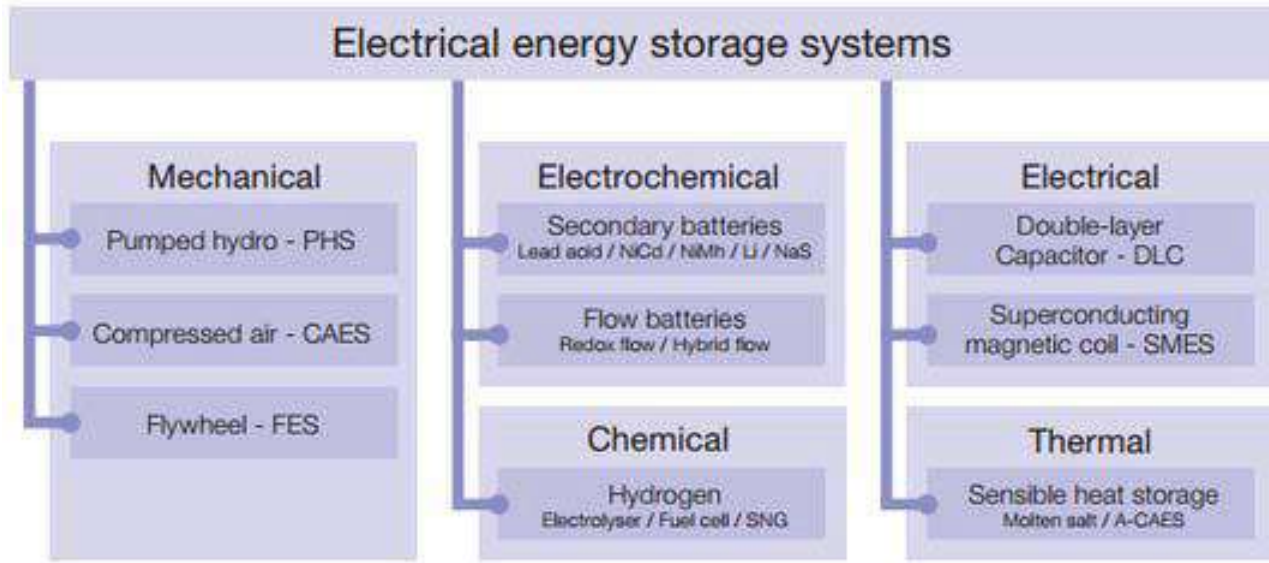 Electrical energy storage systems
Mechanical
Pumped hydro - PHS
Compressed air - CAES
Flywheel - FES
Electrochemical
Secondary batteries
Lead acid / NiCd / NiMh / Li / NaS
Flow batteries
Redox flow / Hybrid flow
Chemical
Hydrogen
Electrolyser / Fuel cell / SNG
Electrical
Double-layer
Capacitor - DLC
Superconducting
magnetic coil - SMES
Thermal
Sensible heat storage
Molten salt / A-CAES